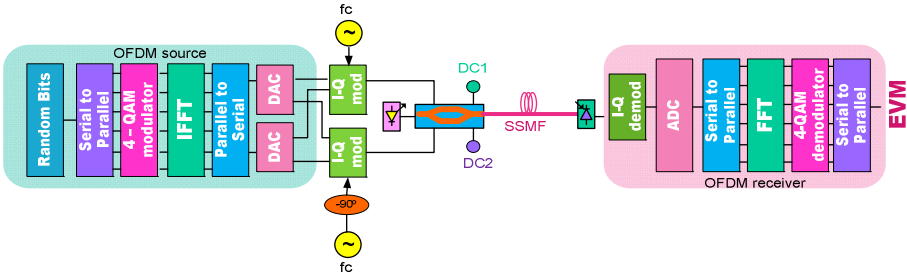 fc
~
OFDM source
Random Bits
Serial to
Parallel
4 – QAM
modulator
IFFT
Parallel to
Serial
DAC
DAC
I-Q
mod
I-Q
mod
-90º
~
fc
DC1
SSMF
DC2
I-Q
demod
ADC
Serial to
Parallel
FFT
4-QAM
demodulator
Serial to
Parallel
OFDM receiver
EVM